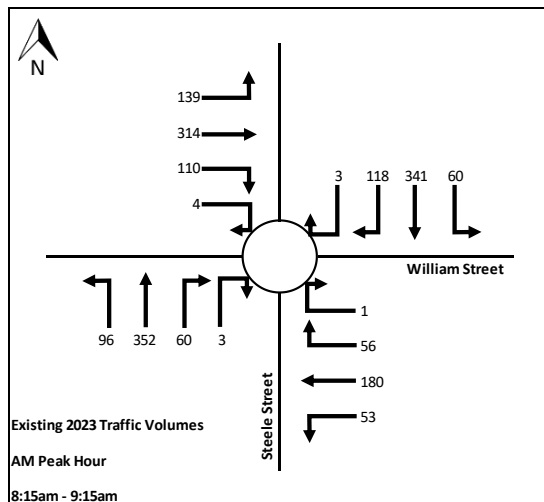 N
139
314
110
4
3 118 341 60
William Street
96 352 60 3
1
56
180
53
Steele Street
Existing 2023 Traffic Volumes
AM Peak Hour
8:15am - 9:15am